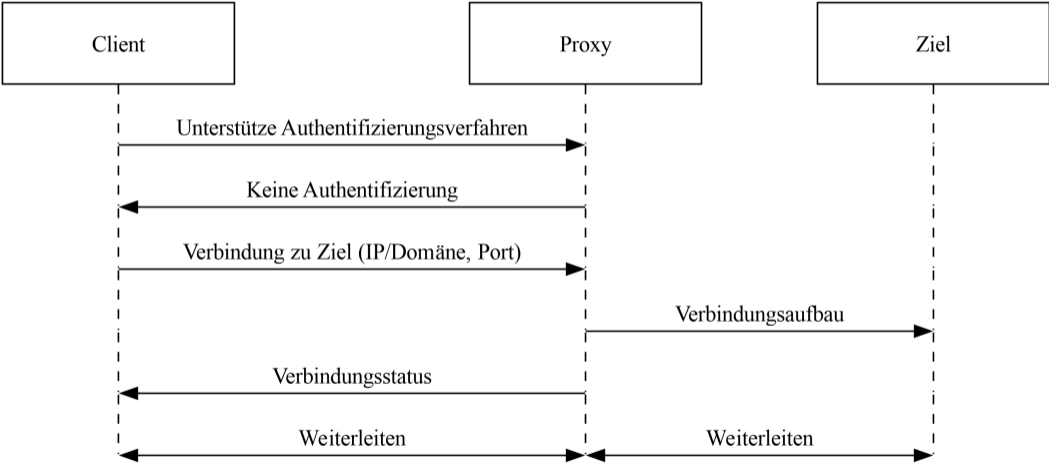 Client
Proxy
Ziel
Unterstütze Authentifizierungsverfahren
Keine Authentifizierung
Verbindung zu Ziel (IP/Domäne, Port)
Verbindungsaufbau
Verbindungsstatus
Weiterleiten
Weiterleiten